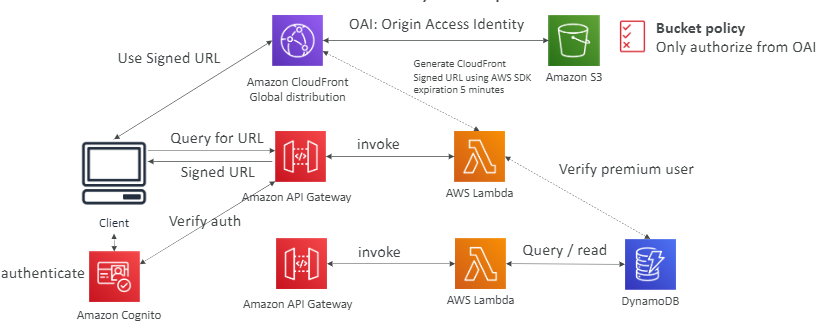 OAI: Origin Access Identity
Bucket policy
Only authorize from OAI
Use Signed URL
Amazon CloudFront
Global distribution
Generate CloudFront
Signed URL using AWS SDK
expiration 5 minutes
Amazon S3
Query for URL
Signed URL
invoke
Amazon API Gateway
AWS Lambda
Verify premium user
Client
Verify auth
authenticate
Amazon Cognito
invoke
Query / read
Amazon API Gateway
AWS Lambda
DynamoDB